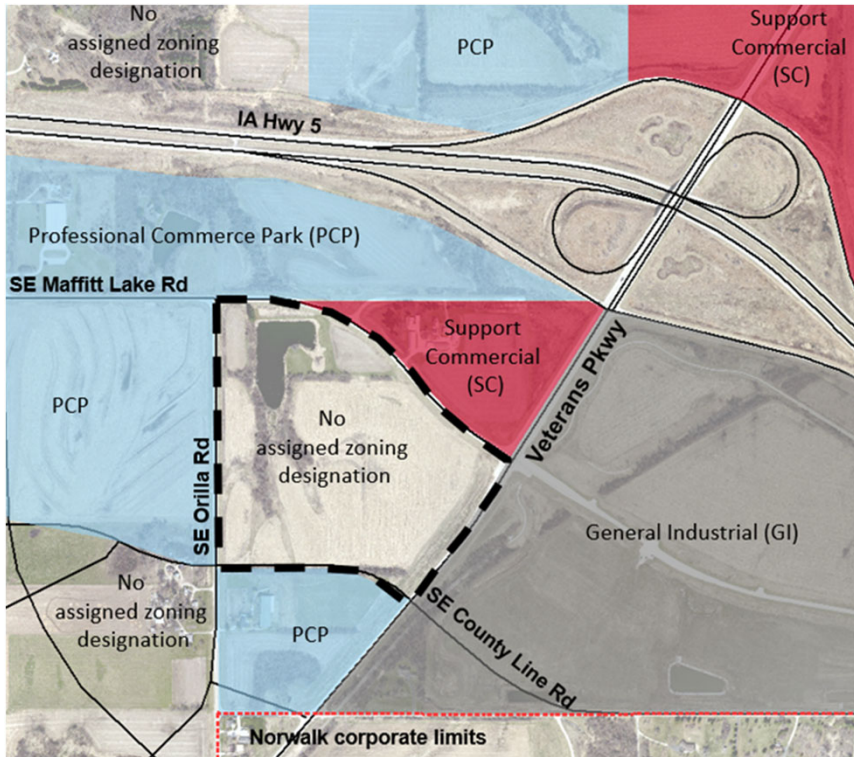 No
assigned zoning
designation
PCP
Support
Commercial
(SC)
IA Hwy 5
Professional Commerce Park (PCP)
SE Maffitt Lake Rd
Support
Commercial
(SC)
Veterans Pkwy
PCP
No
assigned zoning
designation
SE Orilla Rd
General Industrial (GI)
No
assigned zoning
designation
PCP
SE County Line Rd
Norwalk corporate limits